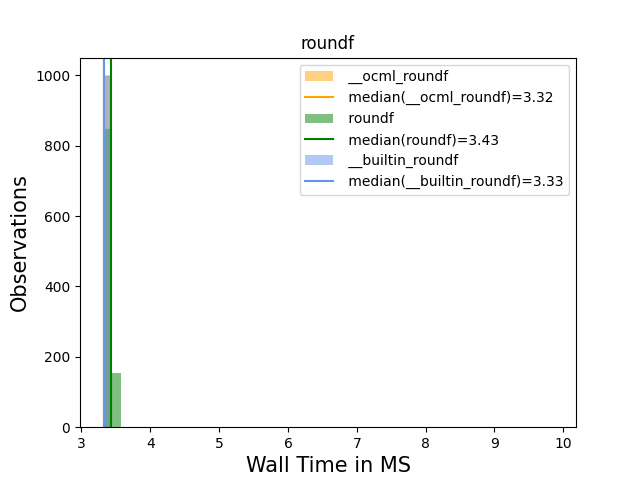 roundf
1000
800
600
400
200
0
Observations
__ocml_roundf
median(__ocml_roundf)=3.32
roundf
median(roundf)=3.43
__builtin_roundf
median(__builtin_roundf)=3.33
3 4 5 6 7 8 9 10
Wall Time in MS